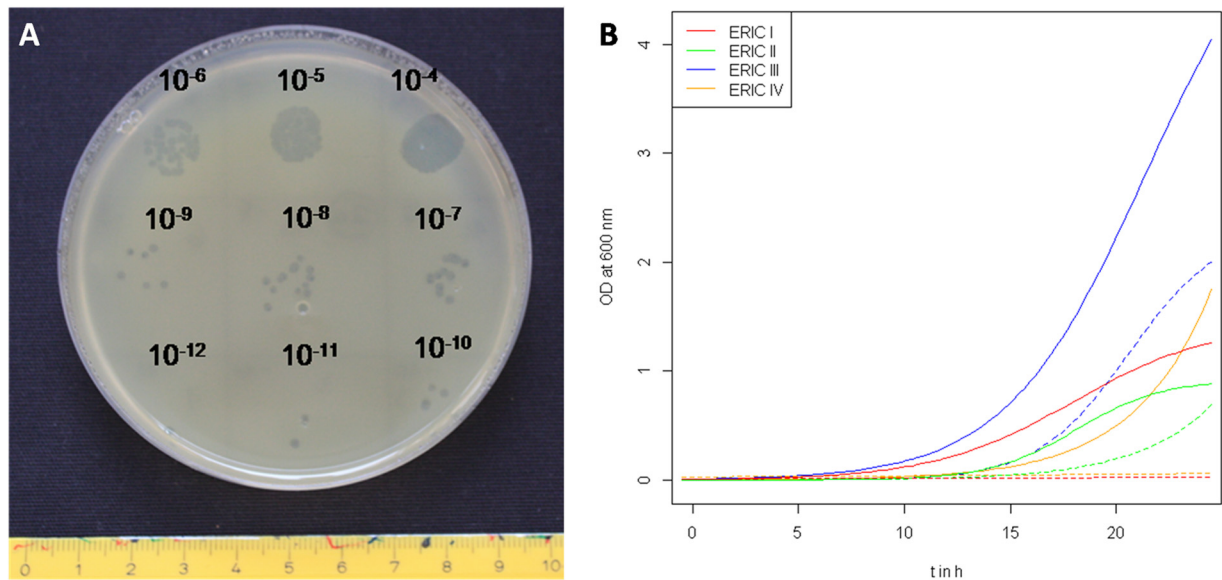 A
10-6 10-5 10-4
10-9 10-8 10-7
10-12 10-11 10-10
0 1 2 3 4 5 6 7 8 9 10
B
ERIC I
ERIC II
ERIC III
ERIC IV
OD at 600 nm
4
3
2
1
0
0 5 10 15 20
t in h